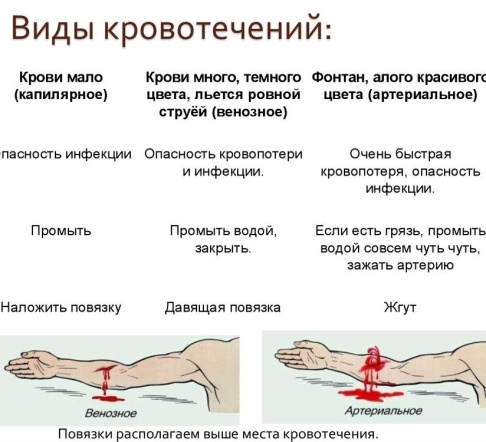 Виды кровотечений:
Крови мало
(капилярное)
Крови много, темного
цвета, льется ровной
струёй (венозное)
Фонтан, алого красивого
цвета (артериальное)
пасность инфекции
Опасность кровопотери
и инфекции.
Очень быстрая
кровопотеря, опасность
инфекции.
Промыть
Промыть водой,
закрыть.
Если есть грязь, промыть
водой совсем чуть чуть,
зажать артерию
Наложить повязку
Давящая повязка
Жгут
Венозное
Артериальное
Повязки располагаем выше места кровотечения.